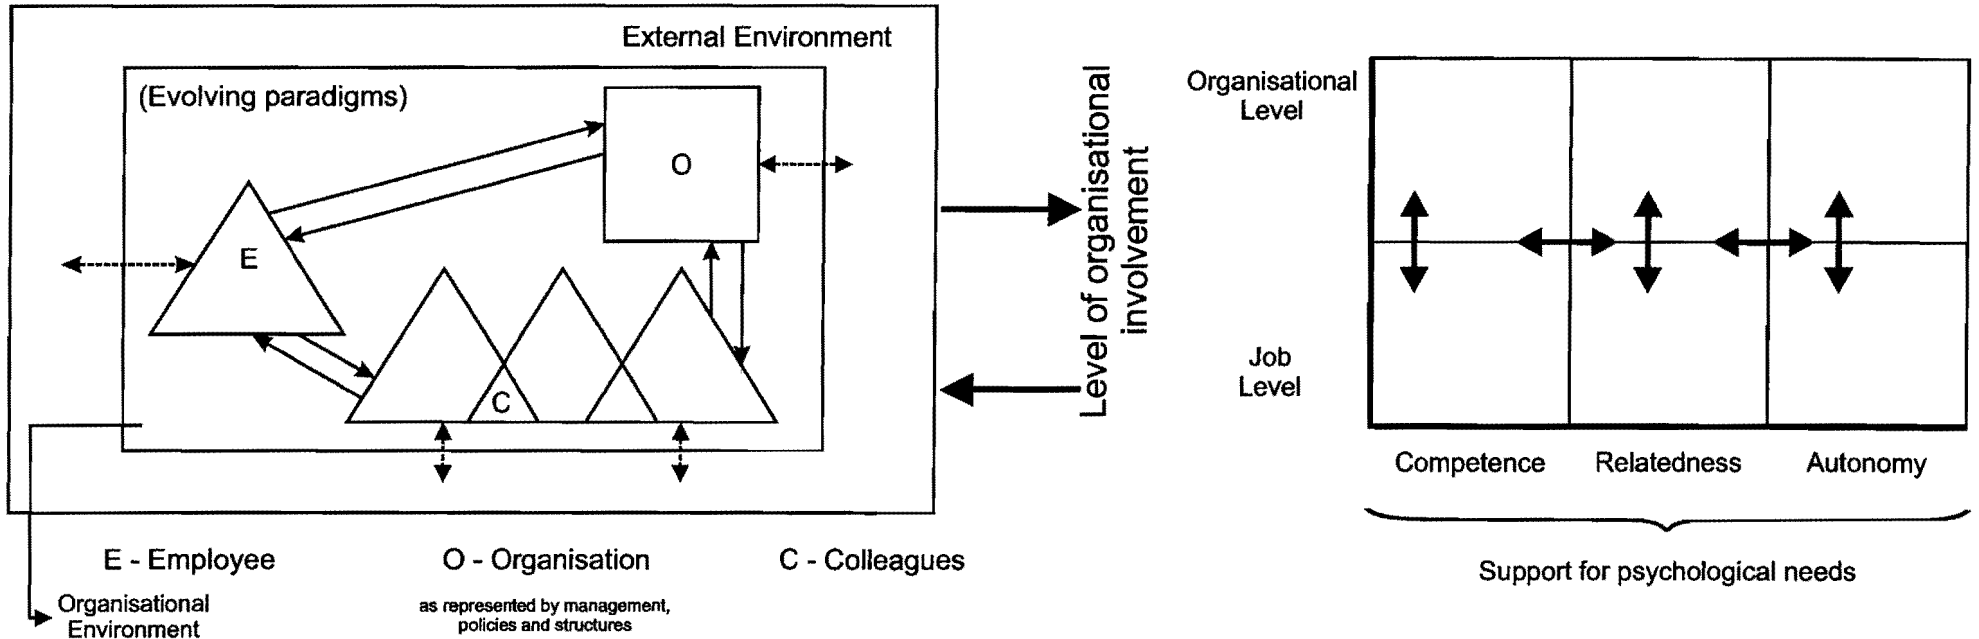 External Environment
(Evolving paradigms)
O
E
C
E - Employee
O - Organisation
C - Colleagues
Organisational
Environment
as represented by management,
policies and structures
Level of organisational
involvement
Organisational
Level
Job
Level
Competence
Relatedness
Autonomy
Support for psychological needs